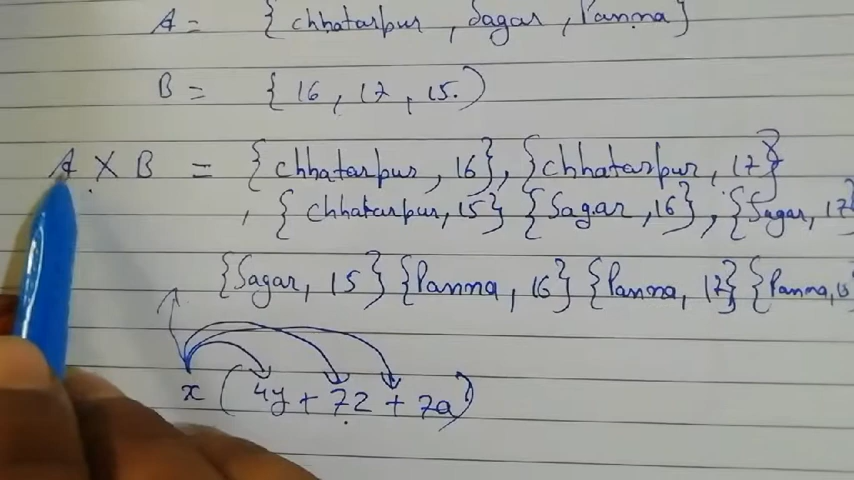 A = {chhatarpur, Sagar, Panna}
B = {16, 17, 15.)
A X B = {chhatarpur, 16}, {chhatarpur, 17}
, {chhatarpur, 15} {Sagar, 16}, {Sagar, 17}
{Sagar, 15} {Panna, 16} {Panna, 17} {Panna, 15
x (4y + 7z + 7a)